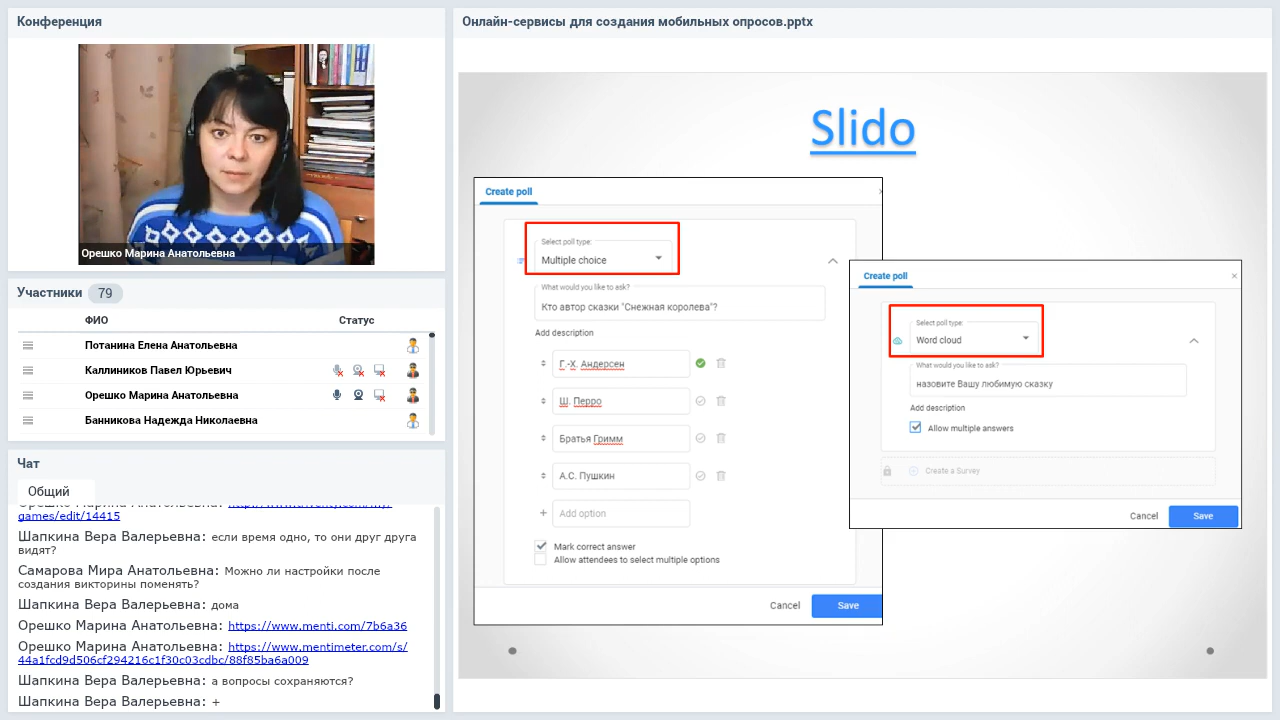 Конференция
Орешко Марина Анатольевна
Участники 79
ФИО Статус
Потанина Елена Анатольевна
Каллиников Павел Юрьевич
Орешко Марина Анатольевна
Банникова Надежда Николаевна
Чат
Общий
games/edit/14415
Шапкина Вера Валерьевна: если время одно, то они друг друга
видят?
Самарова Мира Анатольевна: Можно ли настройки после
создания викторины поменять?
Шапкина Вера Валерьевна: дома
Орешко Марина Анатольевна: https://www.menti.com/7b6a36
Орешко Марина Анатольевна: https://www.mentimeter.com/s/
44a1fcd9d506cf294216c1f30c03cdbc/88f85ba6a009
Шапкина Вера Валерьевна: а вопросы сохраняются?
Шапкина Вера Валерьевна: +
Онлайн-сервисы для создания мобильных опросов.pptx
Slido
Create poll
Select poll type:
Multiple choice
What would you like to ask?
Кто автор сказки "Снежная королева"?
Add description
Г.-Х. Андерсен
Ш. Перро
Братья Гримм
А.С. Пушкин
Add option
Mark correct answer
Allow attendees to select multiple options
Cancel Save
Create poll
Select poll type:
Word cloud
What would you like to ask?
назовите Вашу любимую сказку
Add description
Allow multiple answers
Create a Survey
Cancel Save